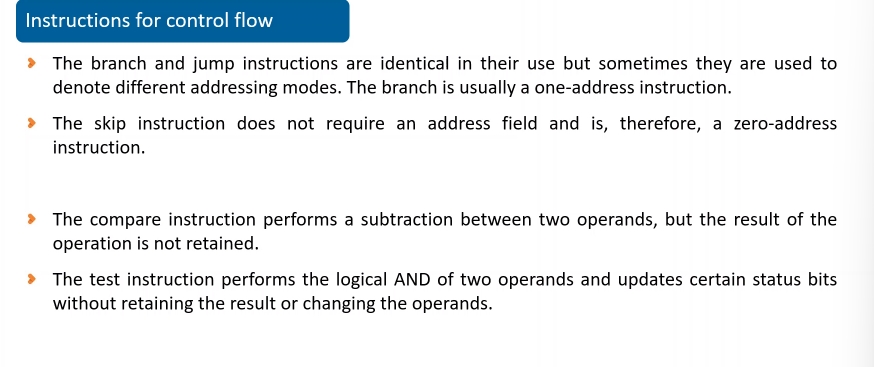 Instructions for control flow
The branch and jump instructions are identical in their use but sometimes they are used to
denote different addressing modes. The branch is usually a one-address instruction.
The skip instruction does not require an address field and is, therefore, a zero-address
instruction.
The compare instruction performs a subtraction between two operands, but the result of the
operation is not retained.
The test instruction performs the logical AND of two operands and updates certain status bits
without retaining the result or changing the operands.